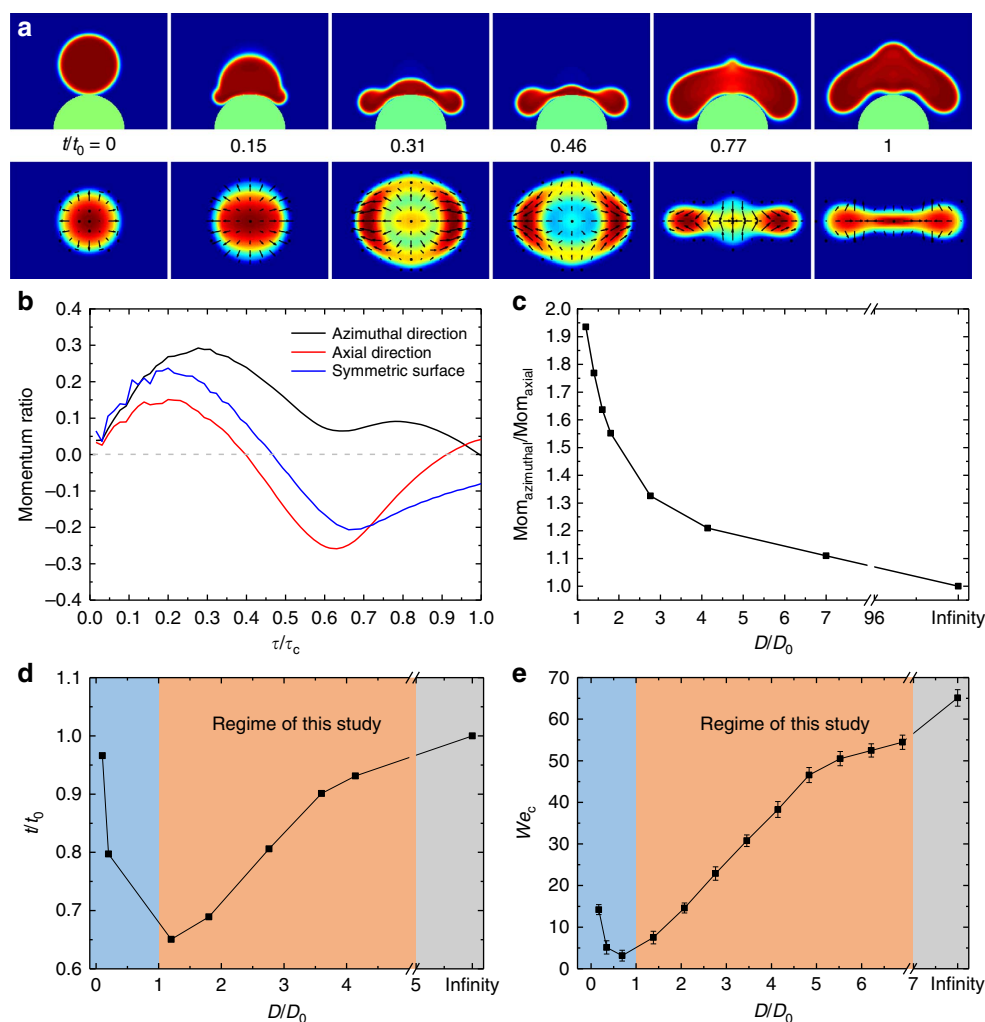 a
t/t0 = 0 0.15 0.31 0.46 0.77 1
b
0.4
0.3
0.2
0.1
0.0
−0.1
−0.2
−0.3
−0.4
Momentum ratio
Azimuthal direction
Axial direction
Symmetric surface
0.0 0.1 0.2 0.3 0.4 0.5 0.6 0.7 0.8 0.9 1.0
τ/τc
c
2.0
1.9
1.8
1.7
1.6
1.5
1.4
1.3
1.2
1.1
1.0
Momazimuthal/Momaxial
1 2 3 4 5 6 7 96 Infinity
D/D0
d
1.1
1.0
0.9
0.8
0.7
0.6
t/t0
Regime of this study
0 1 2 3 4 5 Infinity
D/D0
e
70
60
50
40
30
20
10
0
Wec
Regime of this study
0 1 2 3 4 5 6 7 Infinity
D/D0